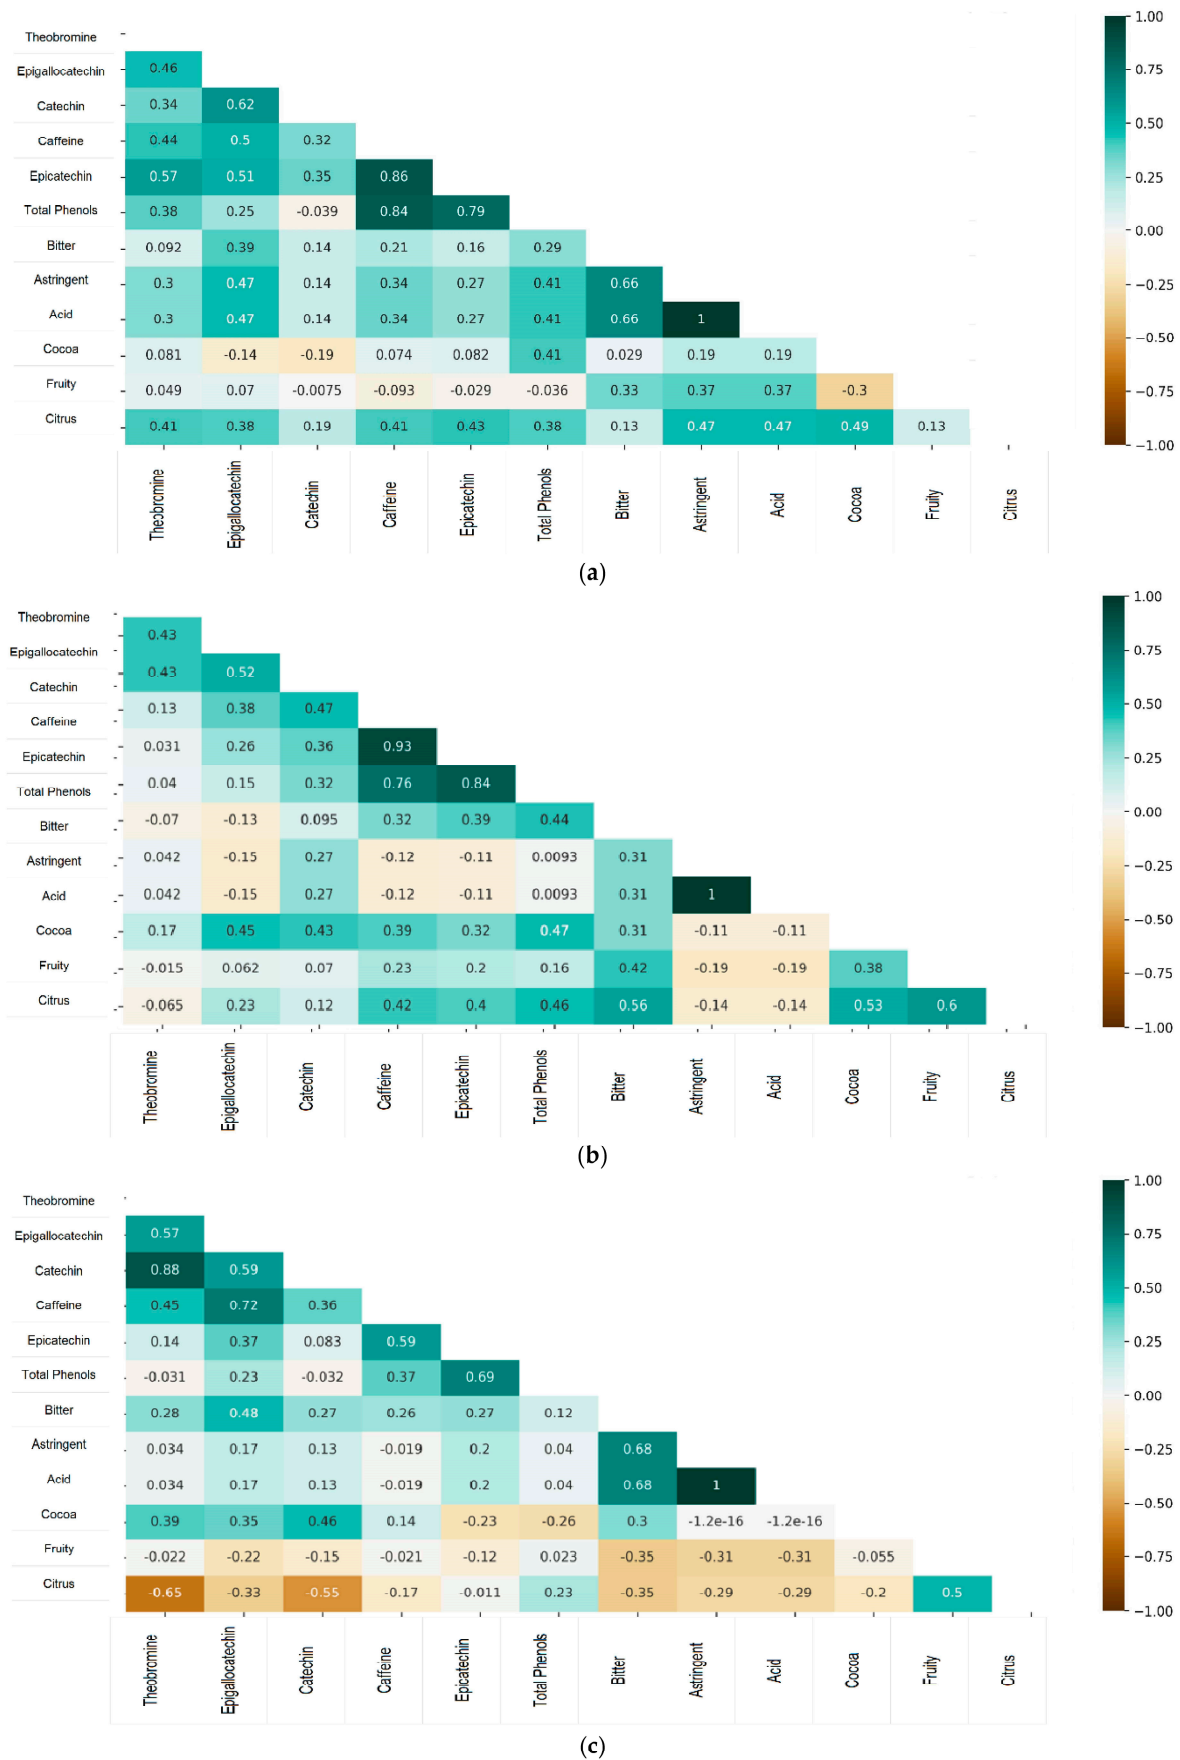 Theobromine
Epigallocatechin 0.46
Catechin 0.34 0.62
Caffeine 0.44 0.5 0.32
Epicatechin 0.57 0.51 0.35 0.86
Total Phenols 0.38 0.25 -0.039 0.84 0.79
Bitter 0.092 0.39 0.14 0.21 0.16 0.29
Astringent 0.3 0.47 0.14 0.34 0.27 0.41 0.66
Acid 0.3 0.47 0.14 0.34 0.27 0.41 0.66 1
Cocoa 0.081 -0.14 -0.19 0.074 0.082 0.41 0.029 0.19 0.19
Fruity 0.049 0.07 -0.0075 -0.093 -0.029 -0.036 0.33 0.37 0.37 -0.3
Citrus 0.41 0.38 0.19 0.41 0.43 0.38 0.13 0.47 0.47 0.49 0.13
Theobromine Epigallocatechin Catechin Caffeine Epicatechin Total Phenols Bitter Astringent Acid Cocoa Fruity Citrus
1.00
0.75
0.50
0.25
0.00
−0.25
−0.50
−0.75
−1.00
(a)
Theobromine
0.43
Epigallocatechin
0.43 0.52
Catechin
0.13 0.38 0.47
Caffeine
0.031 0.26 0.36 0.93
Epicatechin
0.04 0.15 0.32 0.76 0.84
Total Phenols
Bitter -0.07 -0.13 0.095 0.32 0.39 0.44
Astringent 0.042 -0.15 0.27 -0.12 -0.11 0.0093 0.31
Acid 0.042 -0.15 0.27 -0.12 -0.11 0.0093 0.31 1
Cocoa 0.17 0.45 0.43 0.39 0.32 0.47 0.31 -0.11 -0.11
Fruity -0.015 0.062 0.07 0.23 0.2 0.16 0.42 -0.19 -0.19 0.38
Citrus -0.065 0.23 0.12 0.42 0.4 0.46 0.56 -0.14 -0.14 0.53 0.6
Theobromine Epigallocatechin Catechin Caffeine Epicatechin Total Phenols Bitter Astringent Acid Cocoa Fruity Citrus
1.00
0.75
0.50
0.25
0.00
−0.25
−0.50
−0.75
−1.00
(b)
Theobromine
Epigallocatechin 0.57
Catechin 0.88 0.59
Caffeine 0.45 0.72 0.36
Epicatechin 0.14 0.37 0.083 0.59
Total Phenols -0.031 0.23 -0.032 0.37 0.69
Bitter 0.28 0.48 0.27 0.26 0.27 0.12
Astringent 0.034 0.17 0.13 -0.019 0.2 0.04 0.68
Acid 0.034 0.17 0.13 -0.019 0.2 0.04 0.68 1
Cocoa 0.39 0.35 0.46 0.14 -0.23 -0.26 0.3 -1.2e-16 -1.2e-16
Fruity -0.022 -0.22 -0.15 -0.021 -0.12 0.023 -0.35 -0.31 -0.31 -0.055
Citrus -0.65 -0.33 -0.55 -0.17 -0.011 0.23 -0.35 -0.29 -0.29 -0.2 0.5
Theobromine Epigallocatechin Catechin Caffeine Epicatechin Total Phenols Bitter Astringent Acid Cocoa Fruity Citrus
1.00
0.75
0.50
0.25
0.00
−0.25
−0.50
−0.75
−1.00
(c)